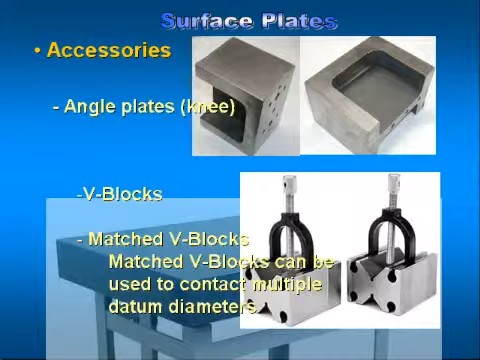 Surface Plates
• Accessories
- Angle plates (knee)
-V-Blocks
- Matched V-Blocks
Matched V-Blocks can be
used to contact multiple
datum diameters.